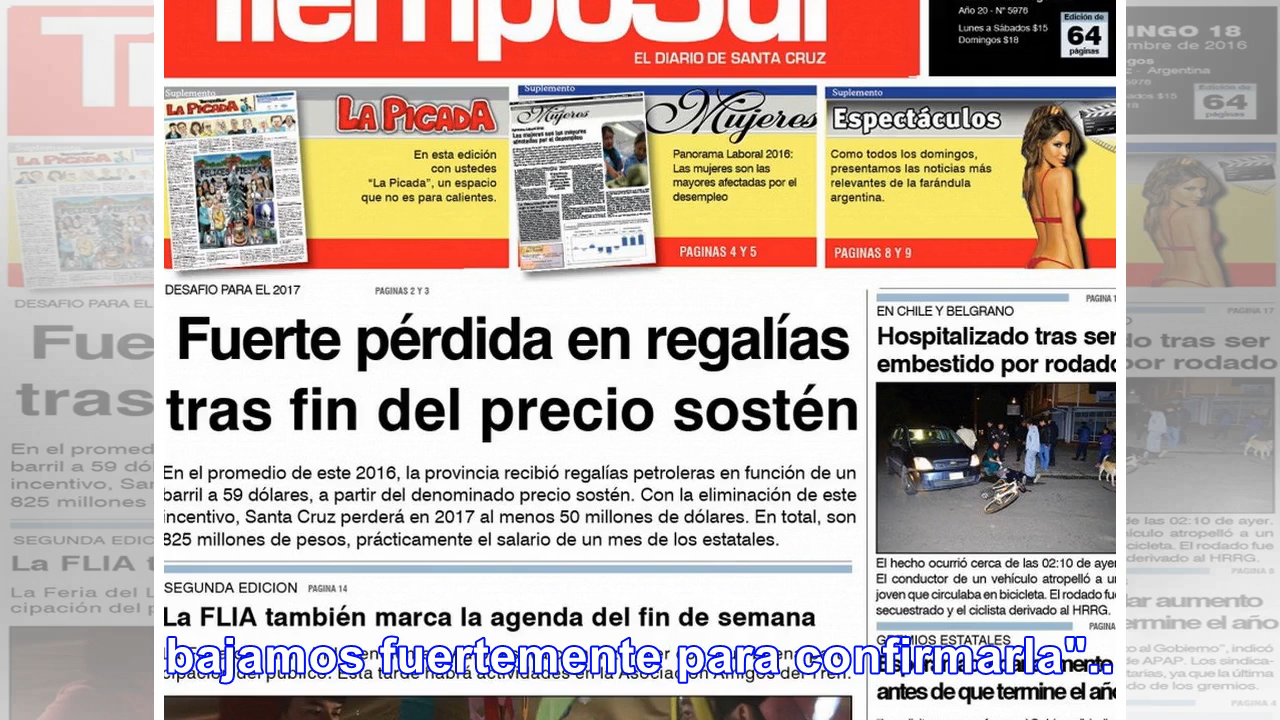 TiempoSur
EL DIARIO DE SANTA CRUZ
Año 20 - N° 5976
Lunes a Sábados $15
Domingos $18
Edición de
64
páginas
Suplemento
LA PICADA
En esta edición
con ustedes
“La Picada”, un espacio
que no es para calientes.
Suplemento
Mujeres
Panorama Laboral 2016:
Las mujeres son las
mayores afectadas por el
desempleo
PAGINAS 4 Y 5
Suplemento
Espectáculos
Como todos los domingos,
presentamos las noticias más
relevantes de la farándula
argentina.
PAGINAS 8 Y 9
DESAFIO PARA EL 2017
PAGINAS 2 Y 3
Fuerte pérdida en regalías
tras fin del precio sostén
En el promedio de este 2016, la provincia recibió regalías petroleras en función de un
barril a 59 dólares, a partir del denominado precio sostén. Con la eliminación de este
incentivo, Santa Cruz perderá en 2017 al menos 50 millones de dólares. En total, son
825 millones de pesos, prácticamente el salario de un mes de los estatales.
SEGUNDA EDICION PAGINA 14
La FLIA también marca la agenda del fin de semana
PAGINA 1
EN CHILE Y BELGRANO
Hospitalizado tras ser
embestido por rodado
El hecho ocurrió cerca de las 02:10 de ayer
El conductor de un vehículo atropelló a un
joven que circulaba en bicicleta. El rodado fue
secuestrado y el ciclista derivado al HRRG.
PAGINA
GREMIOS ESTATALES
antes de que termine el año
bajamos fuertemente para confirmarla"..